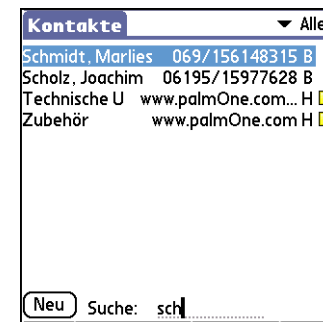 Kontakte Alle
Schmidt, Marlies 069/156148315 B
Scholz, Joachim 06195/15977628 B
Technische U www.palmOne.com... H
Zubehör www.palmOne.com H
Neu Suche: sch